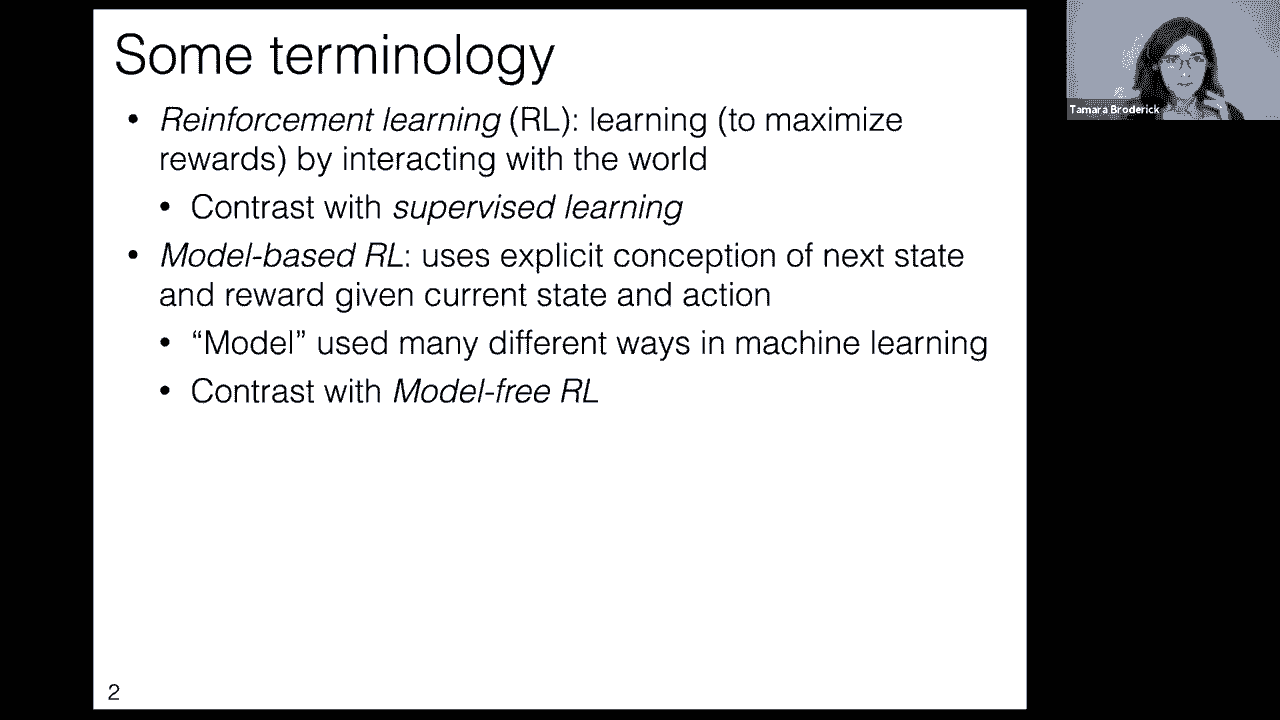 Some terminology
• Reinforcement learning (RL): learning (to maximize
rewards) by interacting with the world
• Contrast with supervised learning
• Model-based RL: uses explicit conception of next state
and reward given current state and action
• “Model” used many different ways in machine learning
• Contrast with Model-free RL
2
Tamara Broderick